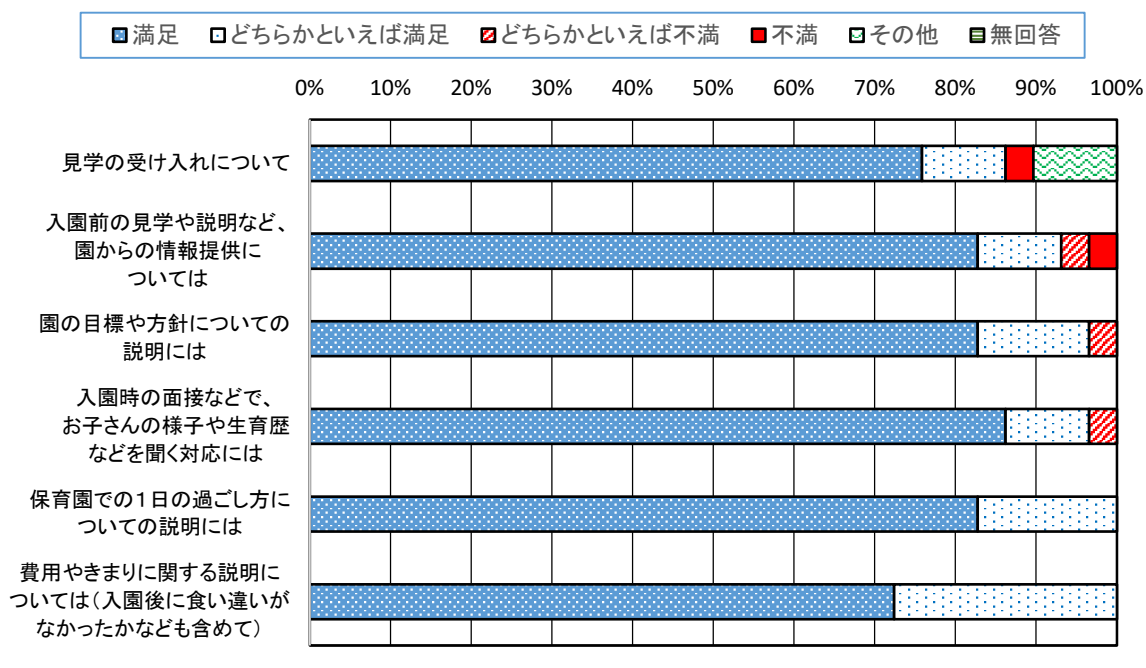 満足 どちらかといえば満足 どちらかといえば不満 不満 その他 無回答
0% 10% 20% 30% 40% 50% 60% 70% 80% 90% 100%
見学の受け入れについて
入園前の見学や説明など、
園からの情報提供に
ついては
園の目標や方針についての
説明には
入園時の面接などで、
お子さんの様子や生育歴
などを聞く対応には
保育園での1日の過ごし方に
ついての説明には
費用やきまりに関する説明に
ついては(入園後に食い違いが
なかったかなども含めて)